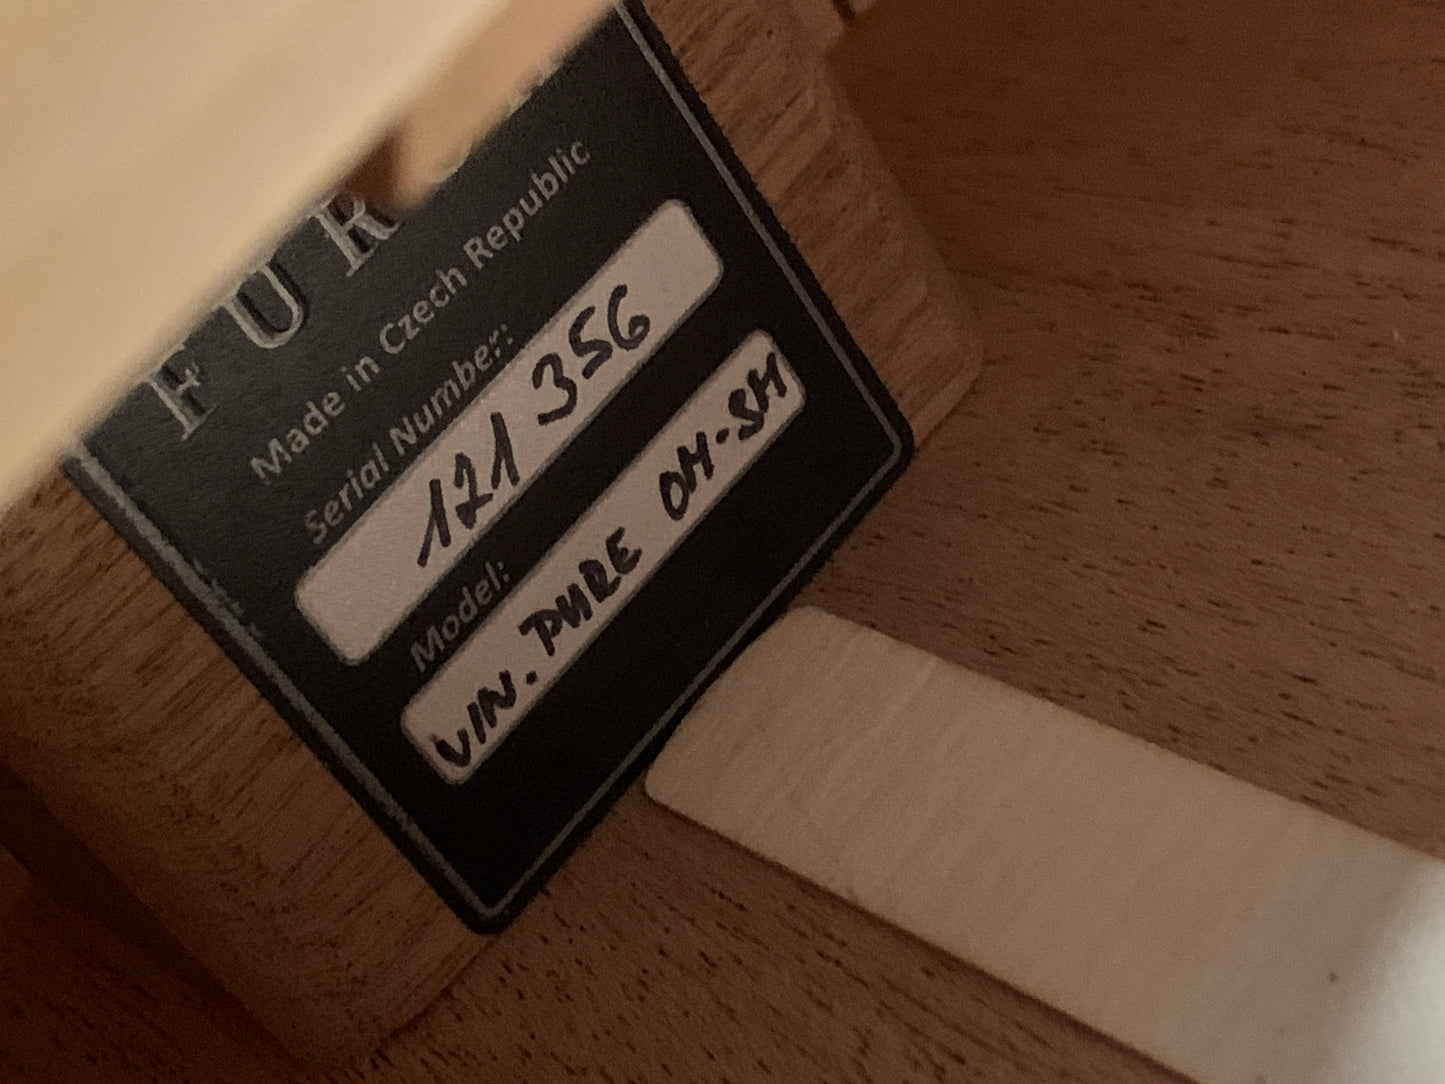 FUR
Made in Czech Republic
Serial Number:
121 356
Model:
VIN. PURE OM-SM